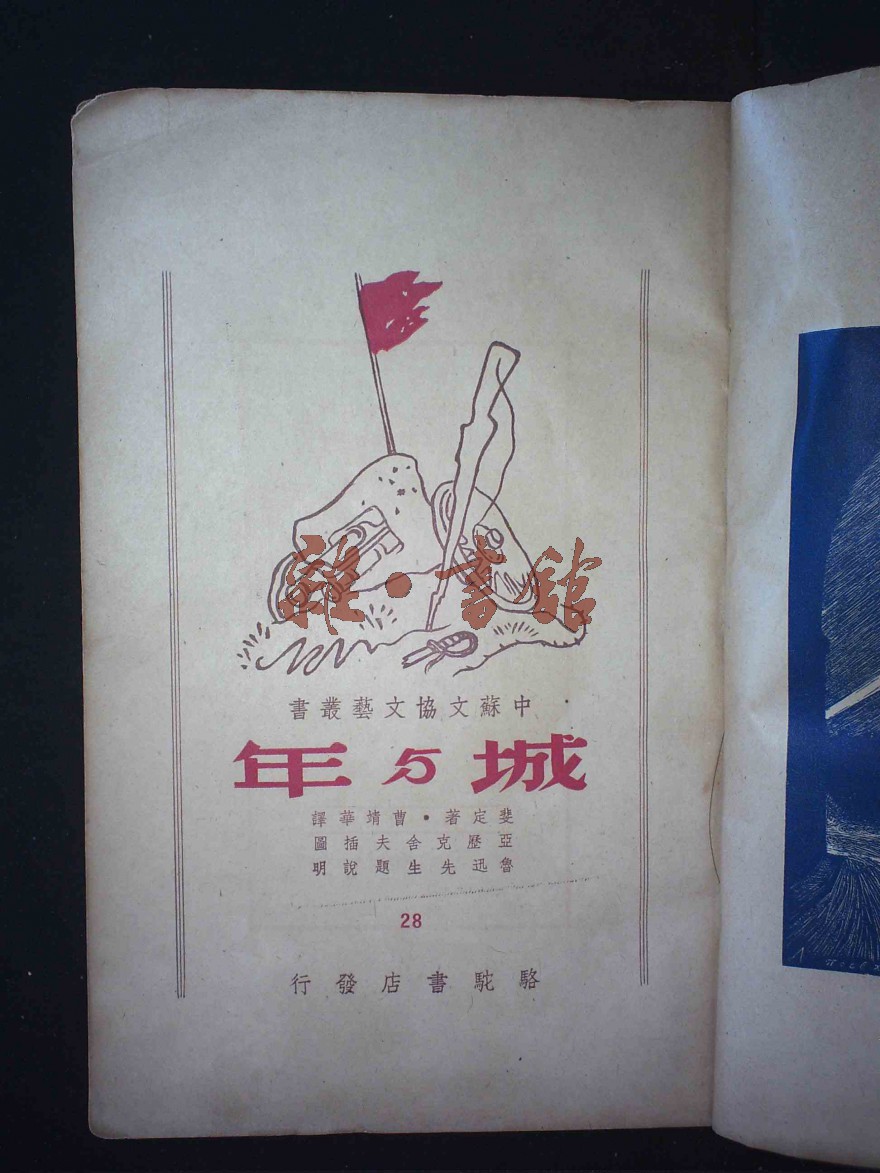 雜·書館
中蘇文協文藝叢書
城与年
斐定著·曹靖華譯
亞歷克舍夫插圖
魯迅先生題說明
28
駱駝書店發行